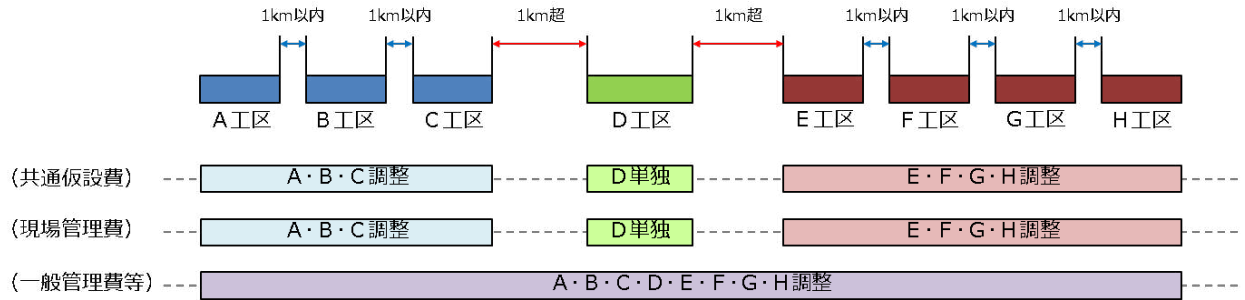 1km以内 1km以内 1km超 1km超 1km以内 1km以内 1km以内
A工区 B工区 C工区 D工区 E工区 F工区 G工区 H工区
(共通仮設費) A・B・C調整 D単独 E・F・G・H調整
(現場管理費) A・B・C調整 D単独 E・F・G・H調整
(一般管理費等) A・B・C・D・E・F・G・H調整